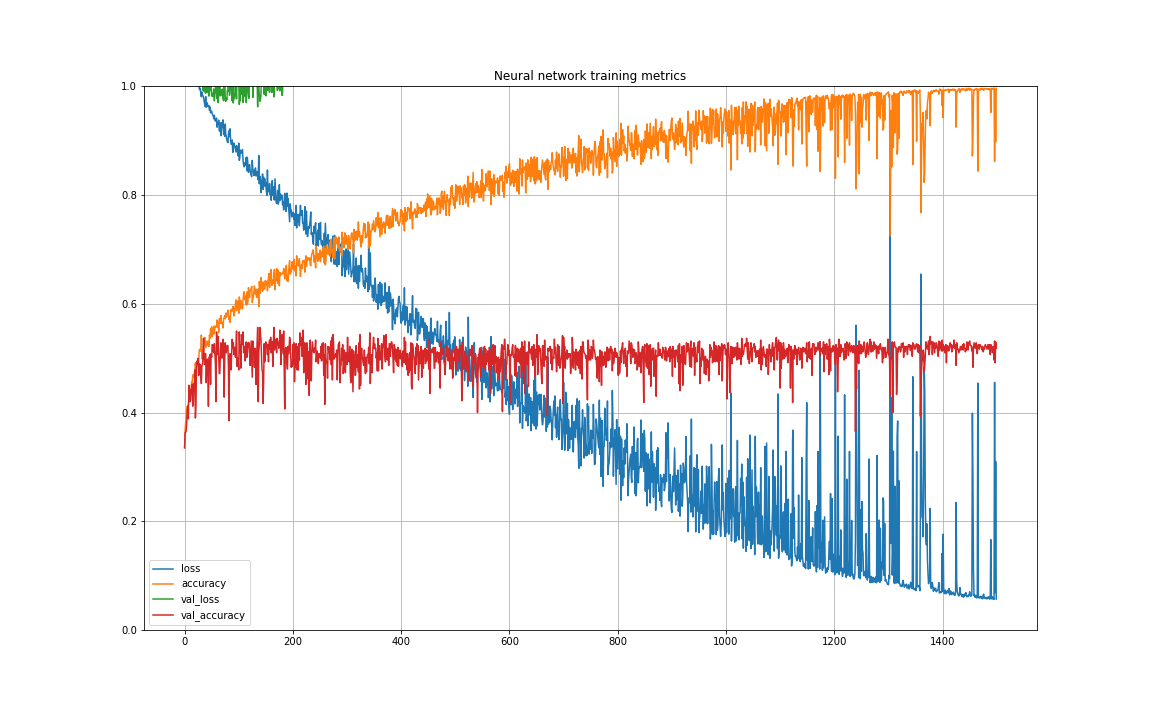 Neural network training metrics
1.0
0.8
0.6
0.4
0.2
0.0
loss
accuracy
val_loss
val_accuracy
0 200 400 600 800 1000 1200 1400